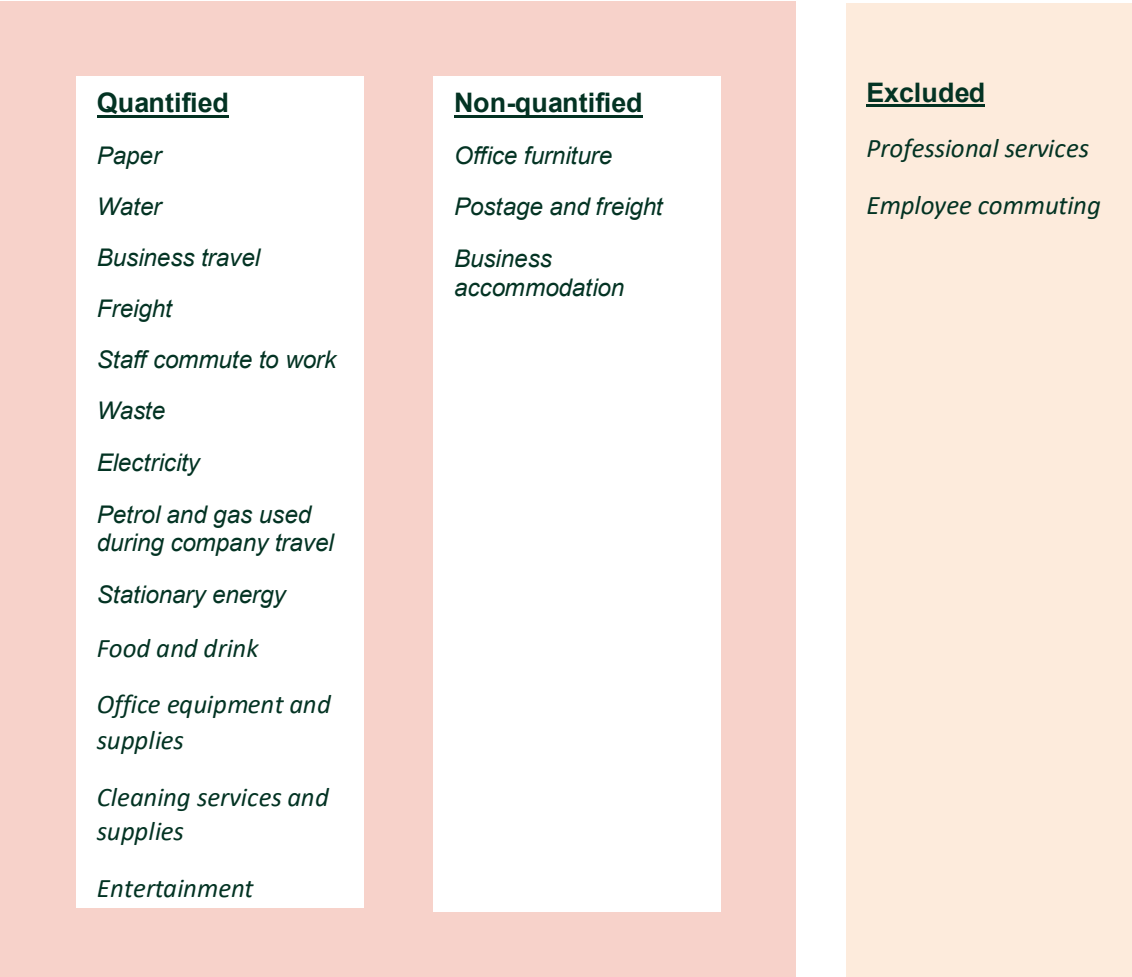 Quantified
Paper
Water
Business travel
Freight
Staff commute to work
Waste
Electricity
Petrol and gas used
during company travel
Stationary energy
Food and drink
Office equipment and
supplies
Cleaning services and
supplies
Entertainment
Non-quantified
Office furniture
Postage and freight
Business
accommodation
Excluded
Professional services
Employee commuting